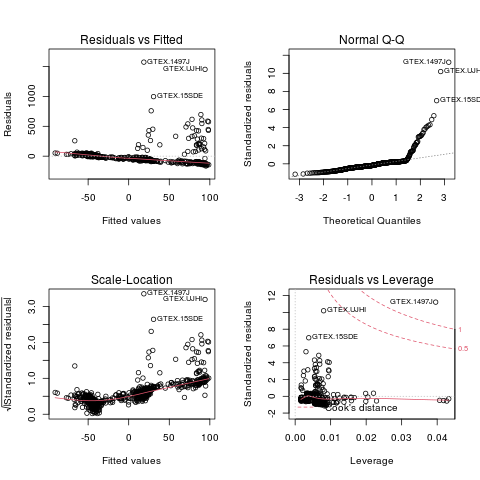 Residuals vs Fitted
Residuals
0
500
1000
GTEX.1497J
GTEX.UJHI
GTEX.15SDE
-50
0
50
100
Fitted values
Normal Q-Q
Standardized residuals
0
2
4
6
8
10
12
GTEX.1497J
GTEX.UJHI
GTEX.15SDE
-3
-2
-1
0
1
2
3
Theoretical Quantiles
Scale-Location
√|Standardized residuals|
0.0
1.0
2.0
3.0
GTEX.1497J
GTEX.UJHI
GTEX.15SDE
-50
0
50
100
Fitted values
Residuals vs Leverage
Standardized residuals
-2
0
4
8
12
GTEX.1497J
GTEX.UJHI
GTEX.15SDE
1
0.5
Cook's distance
0.00
0.01
0.02
0.03
0.04
Leverage